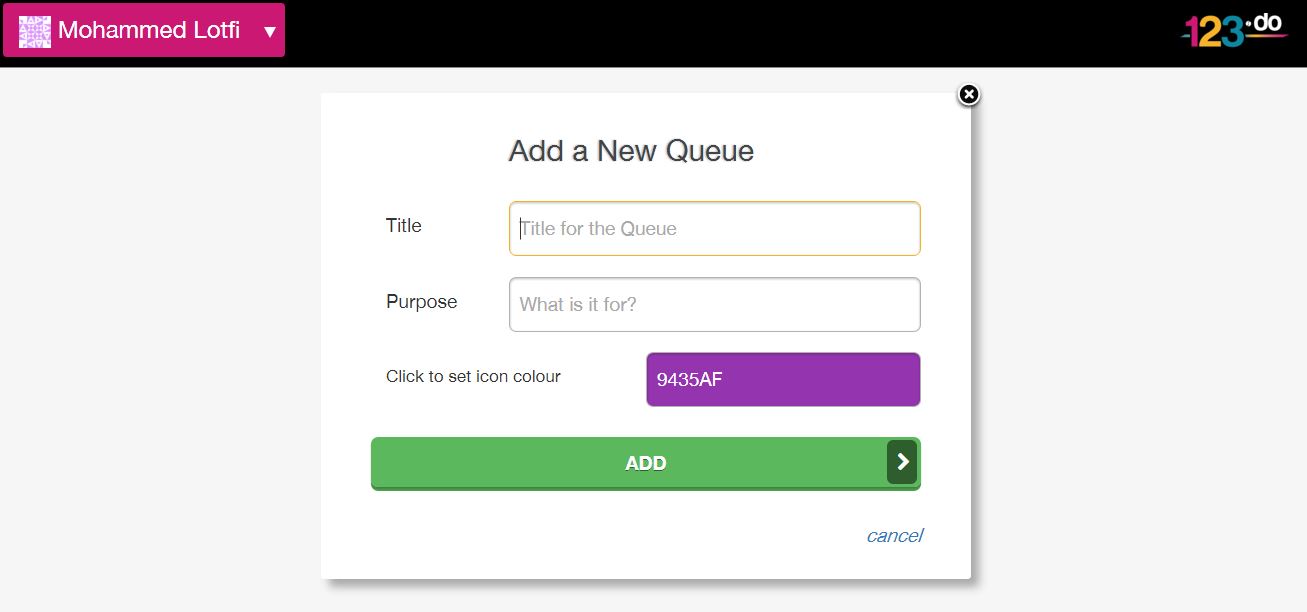 Mohammed Lotfi ▼
123.do
Add a New Queue
Title
Title for the Queue
Purpose
What is it for?
Click to set icon colour
9435AF
ADD
cancel